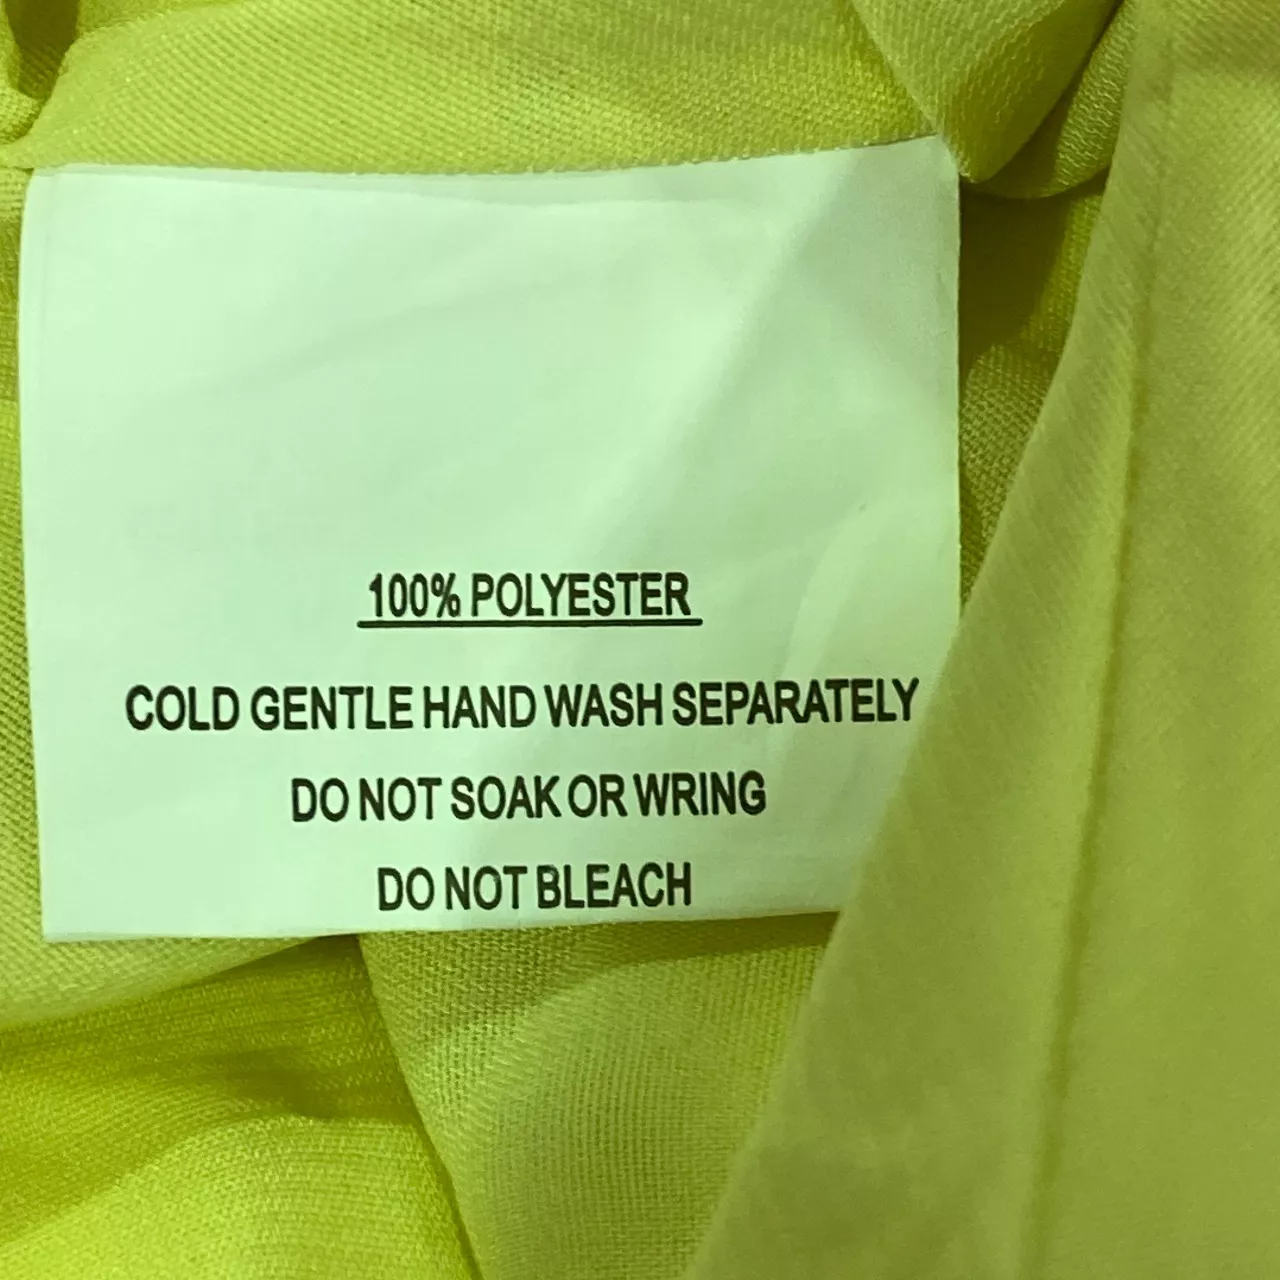 100% POLYESTER
COLD GENTLE HAND WASH SEPARATELY
DO NOT SOAK OR WRING
DO NOT BLEACH